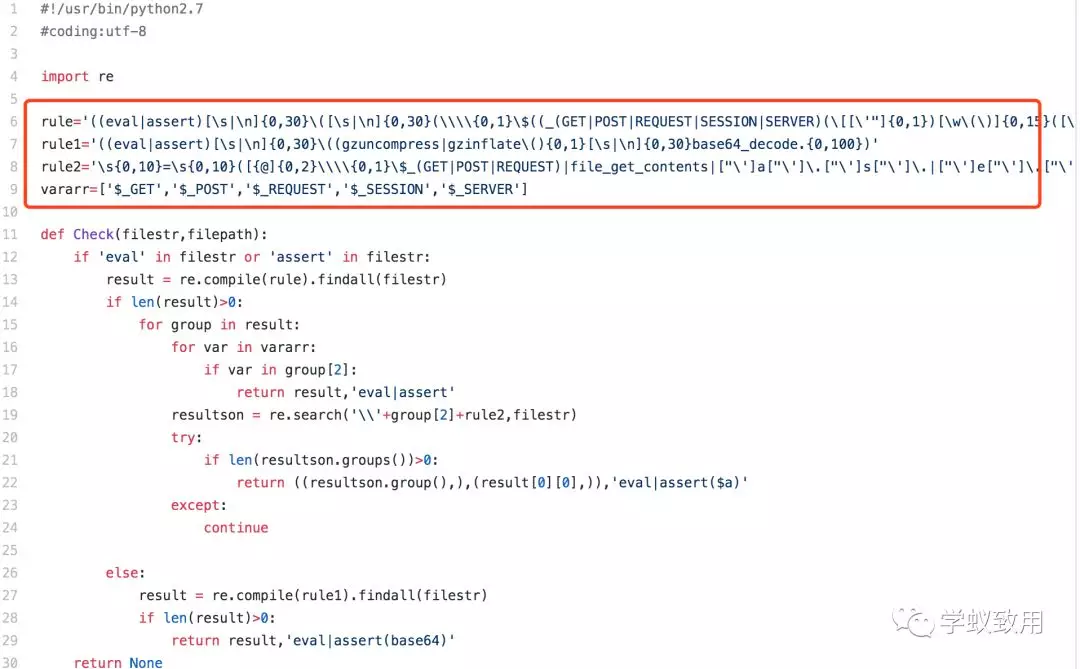 1 #!/usr/bin/python2.7
2 #coding:utf-8
3
4 import re
5
6 rule='((eval|assert)[\s|\n]{0,30}\([\s|\n]{0,30}(\\\\{0,1}\$((_(GET|POST|REQUEST|SESSION|SERVER)(\[[\'"]{0,1})[\w\(\)]{0,15}([\
7 rule1='((eval|assert)[\s|\n]{0,30}\((gzuncompress|gzinflate\(){0,1}[\s|\n]{0,30}base64_decode.{0,100})'
8 rule2='\s{0,10}=\s{0,10}([{@]{0,2}\\\\{0,1}\$_(GET|POST|REQUEST)|file_get_contents|["\']a["\']\.["\']s["\']\.|["\']e["\']\.["\'
9 vararr=['$_GET','$_POST','$_REQUEST','$_SESSION','$_SERVER']
10
11 def Check(filestr,filepath):
12     if 'eval' in filestr or 'assert' in filestr:
13         result = re.compile(rule).findall(filestr)
14         if len(result)>0:
15             for group in result:
16                 for var in vararr:
17                     if var in group[2]:
18                         return result,'eval|assert'
19                 resultson = re.search('\\'+group[2]+rule2,filestr)
20                 try:
21                     if len(resultson.groups())>0:
22                         return ((resultson.group(),),(result[0][0],)),'eval|assert($a)'
23                 except:
24                     continue
25
26         else:
27             result = re.compile(rule1).findall(filestr)
28             if len(result)>0:
29                 return result,'eval|assert(base64)'
30     return None
学蚁致用